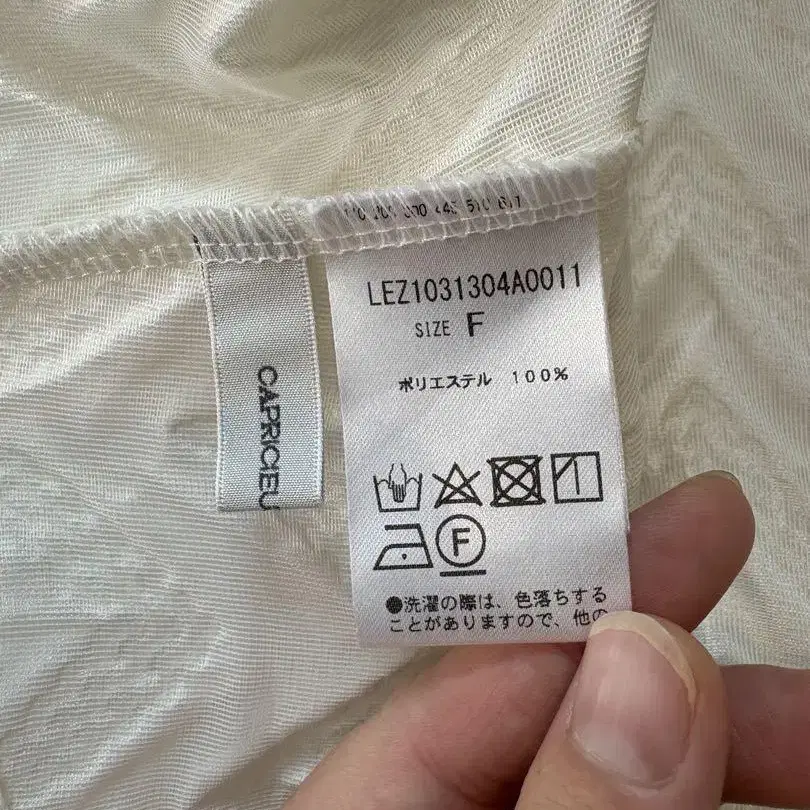 LEZ1031304A0011
SIZE F
ポリエステル 100%
CAPRICIEU
F
●洗濯の際は、色落ちする
ことがありますので、他の